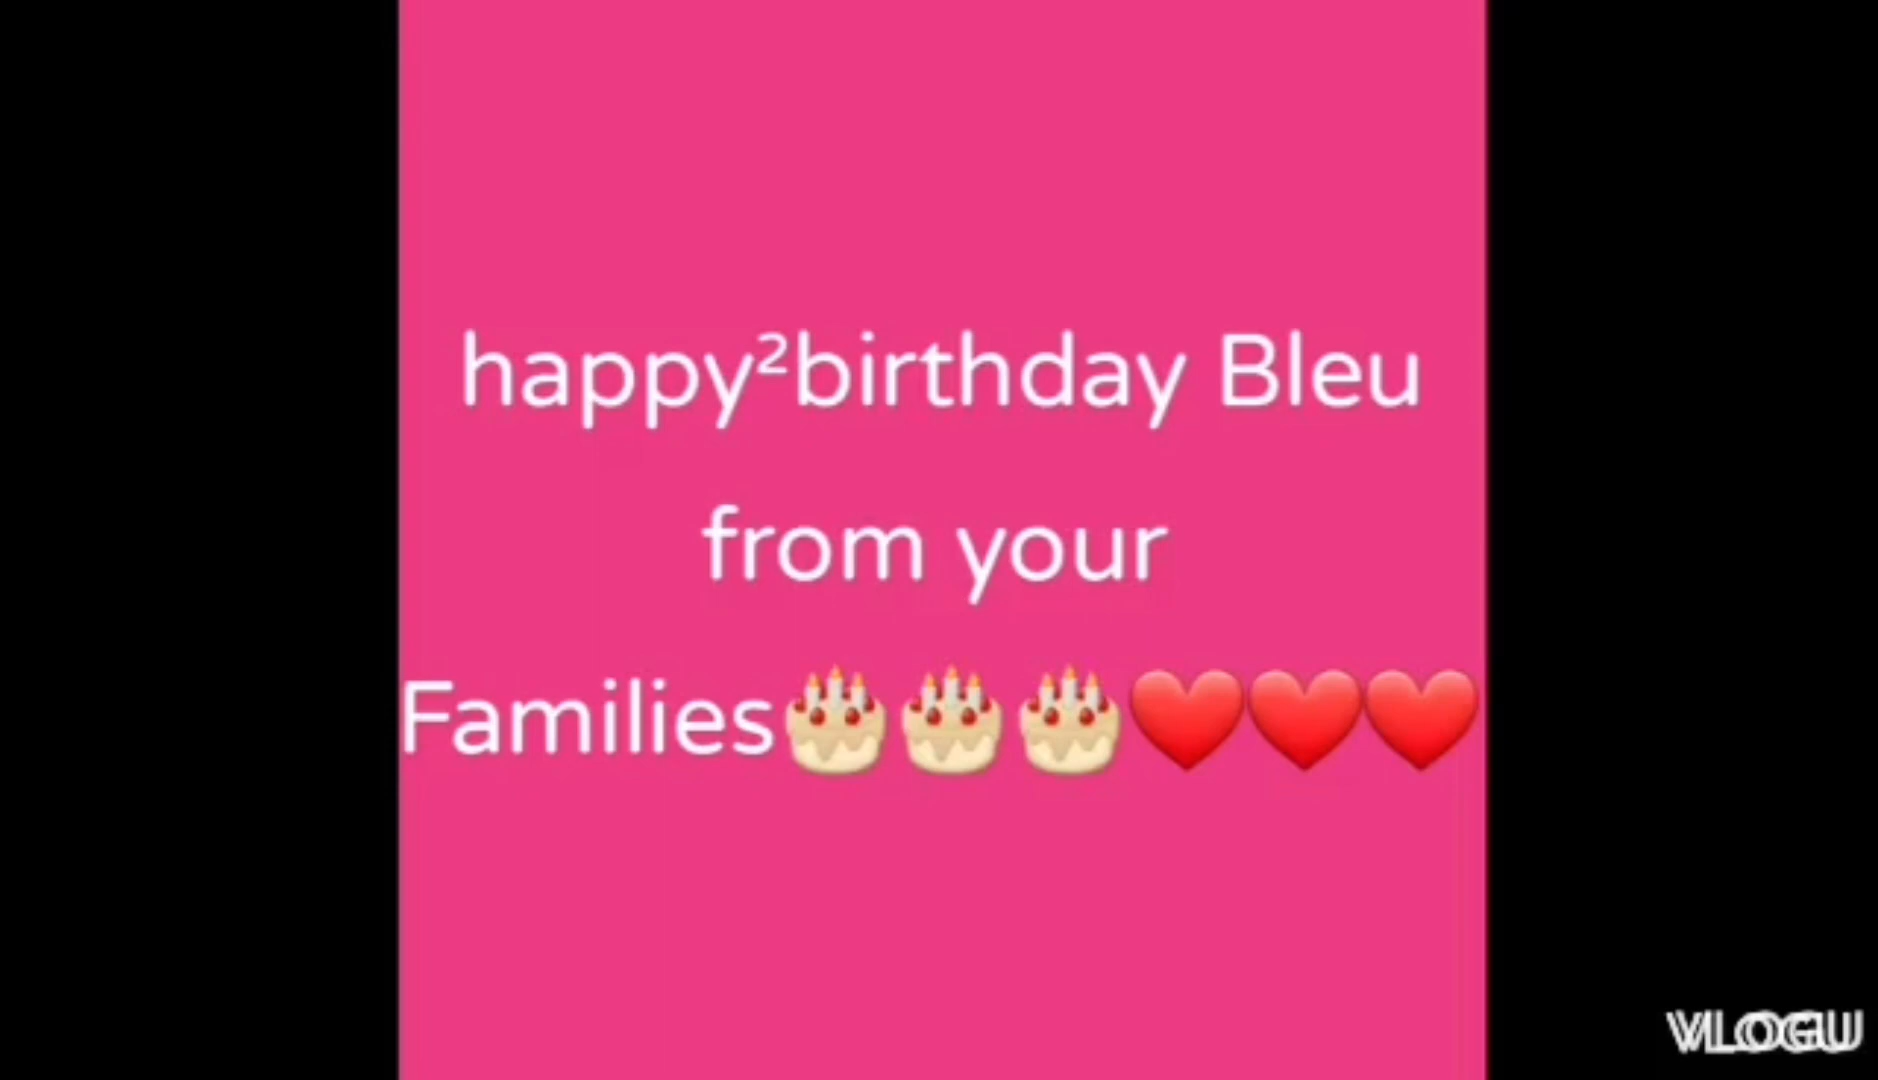 happy²birthday Bleu
from your
Families🎂🎂🎂❤️❤️❤️
VLOGU